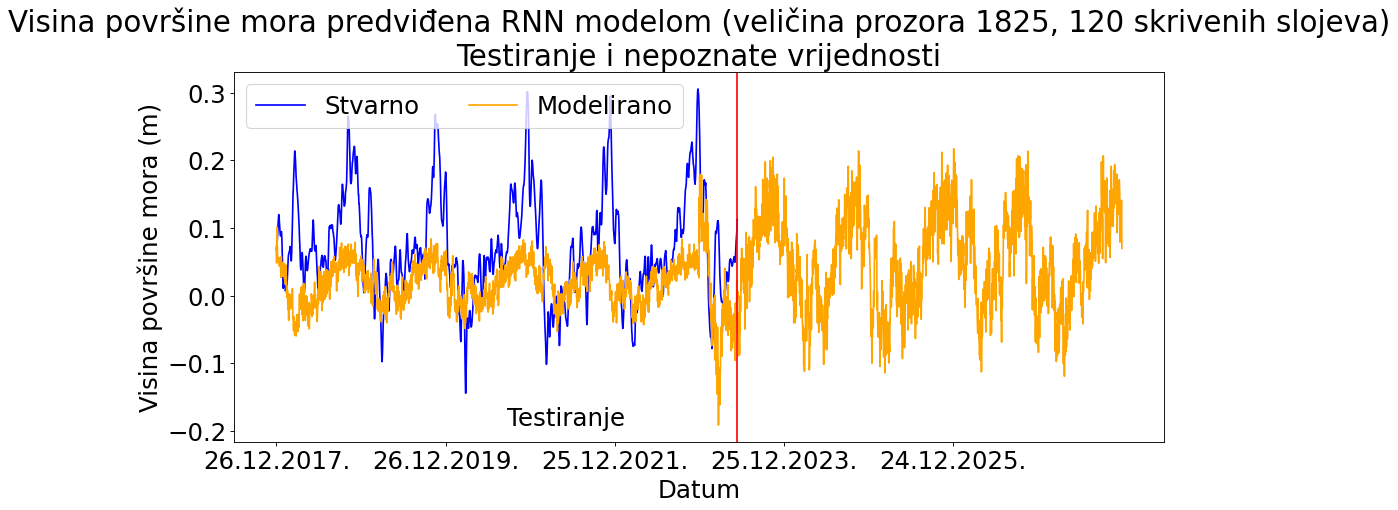 Visina površine mora predviđena RNN modelom (veličina prozora 1825, 120 skrivenih slojeva)
Testiranje i nepoznate vrijednosti
Stvarno
Modelirano
Visina površine mora (m)
0.3
0.2
0.1
0.0
−0.1
−0.2
Testiranje
26.12.2017.
26.12.2019.
25.12.2021.
25.12.2023.
24.12.2025.
Datum